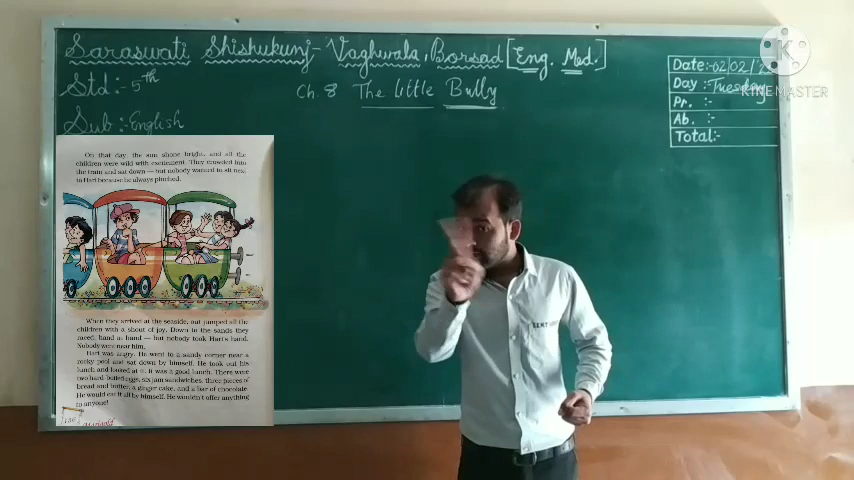 Saraswati Shishukunj - Vaghwala, Borsad [Eng. Med.]
Std :- 5th
Ch. 8 The little Bully
Sub :- English
Date:- 02/02/2
Day :- Tuesday
Pr. :-
Ab. :-
Total:-
KINEMASTER
On that day, the sun shone bright, and all the
children were wild with excitement. They crowded into
the train and sat down — but nobody wanted to sit next
to Hari because he always pinched.
When they arrived at the seaside, out jumped all the
children with a shout of joy. Down to the sands they
raced, hand in hand — but nobody took Hari's hand.
Nobody went near him.
Hari was angry. He went to a sandy corner near a
rocky pool and sat down by himself. He took out his
lunch and looked at it. It was a good lunch. There were
two hard-boiled eggs, six jam sandwiches, three pieces of
bread and butter, a ginger cake, and a bar of chocolate.
He would eat it all by himself. He wouldn't offer anything
to anyone!
136
Marigold